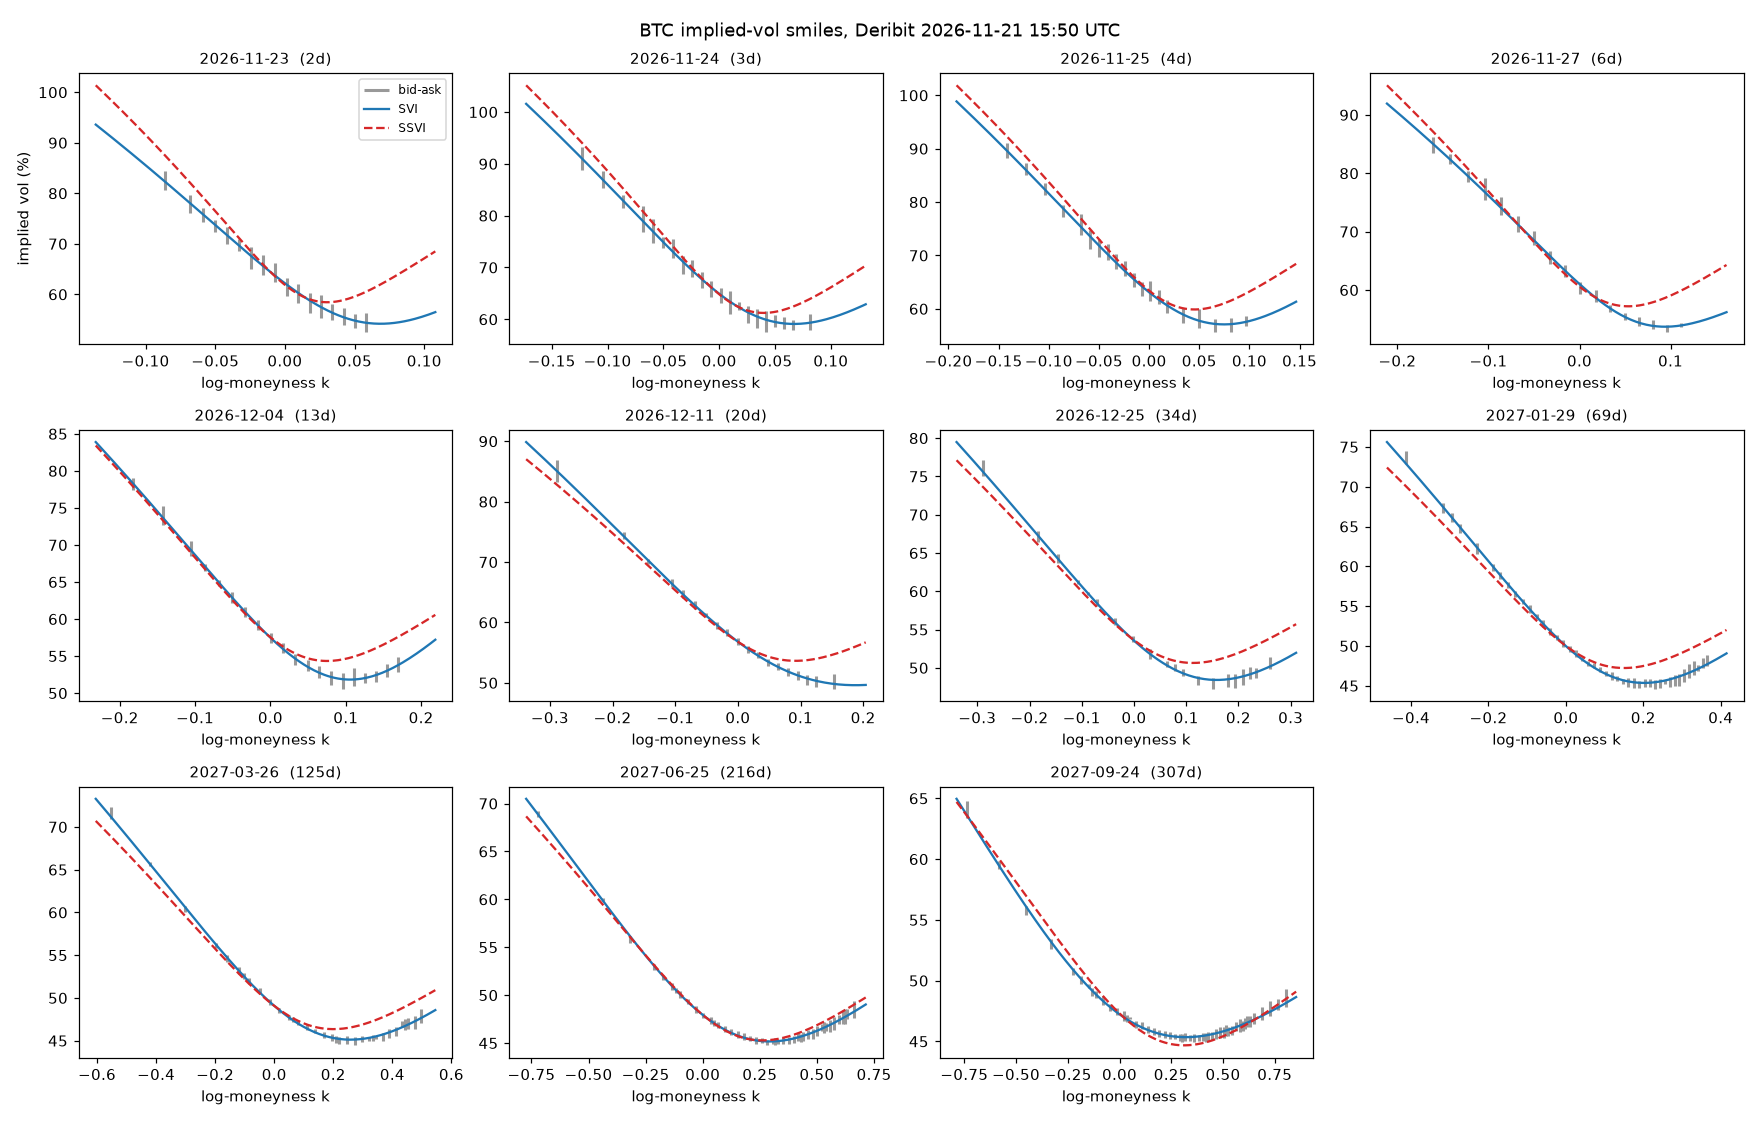 BTC implied-vol smiles, Deribit 2026-11-21 15:50 UTC
2026-11-23 (2d)
implied vol (%)
100
90
80
70
60
bid-ask
SVI
SSVI
−0.10 −0.05 0.00 0.05 0.10
log-moneyness k
2026-11-24 (3d)
100
90
80
70
60
−0.15 −0.10 −0.05 0.00 0.05 0.10
log-moneyness k
2026-11-25 (4d)
100
90
80
70
60
−0.20 −0.15 −0.10 −0.05 0.00 0.05 0.10 0.15
log-moneyness k
2026-11-27 (6d)
90
80
70
60
−0.2 −0.1 0.0 0.1
log-moneyness k
2026-12-04 (13d)
85
80
75
70
65
60
55
50
−0.2 −0.1 0.0 0.1 0.2
log-moneyness k
2026-12-11 (20d)
90
80
70
60
50
−0.3 −0.2 −0.1 0.0 0.1 0.2
log-moneyness k
2026-12-25 (34d)
80
75
70
65
60
55
50
−0.3 −0.2 −0.1 0.0 0.1 0.2 0.3
log-moneyness k
2027-01-29 (69d)
75
70
65
60
55
50
45
−0.4 −0.2 0.0 0.2 0.4
log-moneyness k
2027-03-26 (125d)
70
65
60
55
50
45
−0.6 −0.4 −0.2 0.0 0.2 0.4 0.6
log-moneyness k
2027-06-25 (216d)
70
65
60
55
50
45
−0.75 −0.50 −0.25 0.00 0.25 0.50 0.75
log-moneyness k
2027-09-24 (307d)
65
60
55
50
45
−0.75 −0.50 −0.25 0.00 0.25 0.50 0.75
log-moneyness k